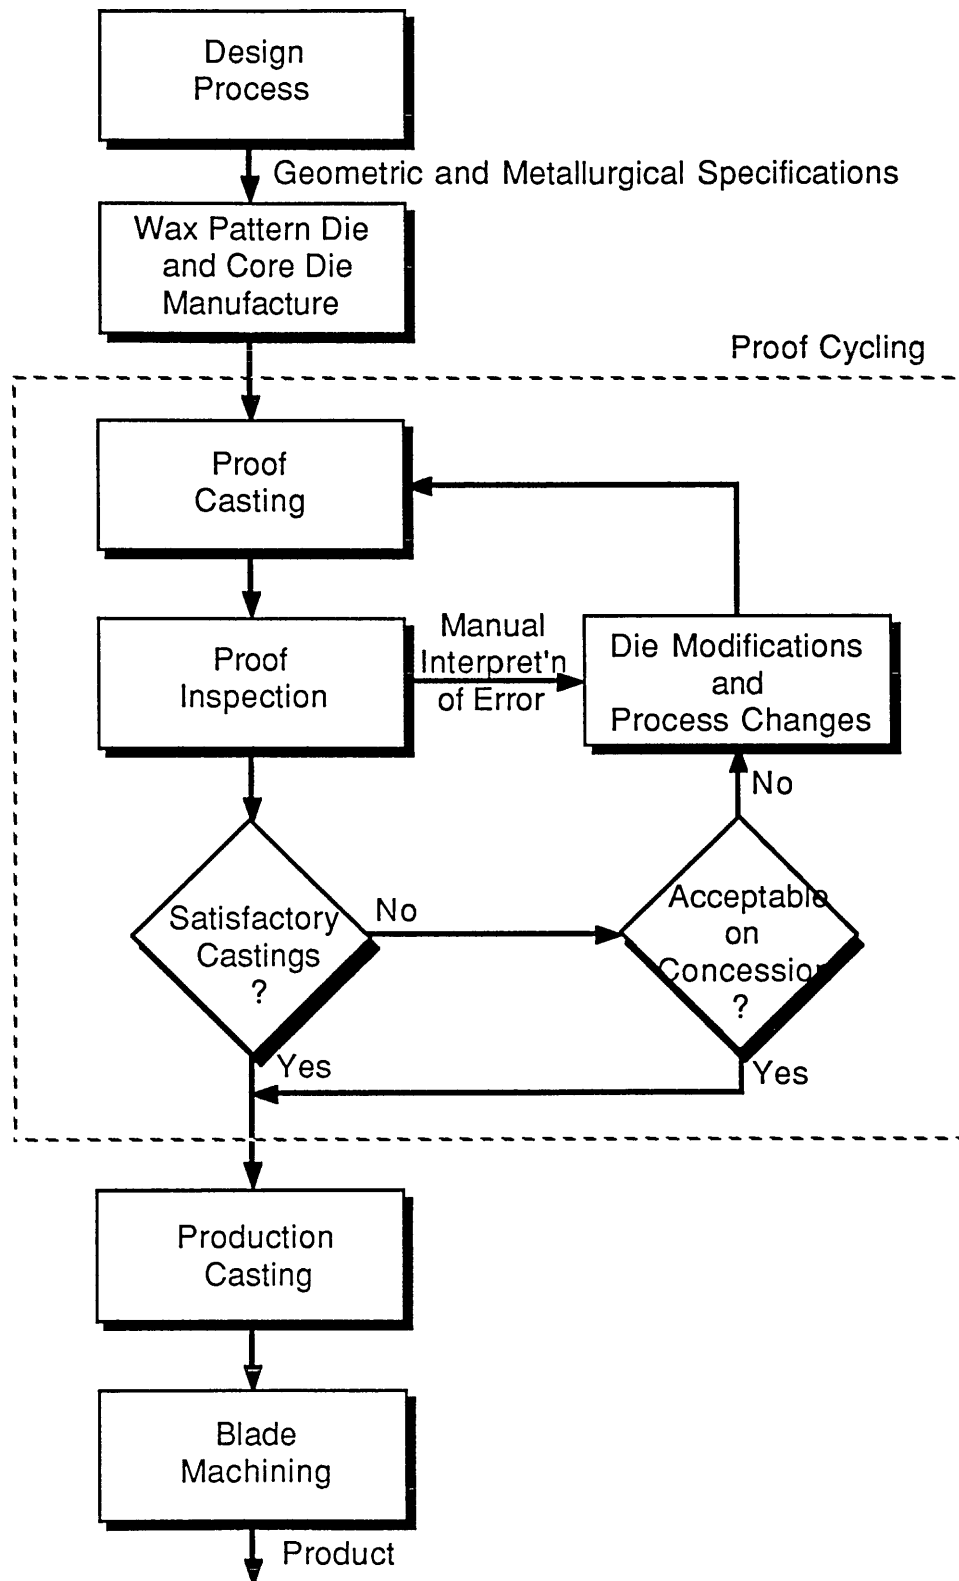 Design
Process
Geometric and Metallurgical Specifications
Wax Pattern Die
and Core Die
Manufacture
Proof Cycling
Proof
Casting
Proof
Inspection
Manual
Interpret'n
of Error
Die Modifications
and
Process Changes
No
Satisfactory
Castings
?
No
Acceptable
on
Concession
?
Yes
Yes
Production
Casting
Blade
Machining
Product